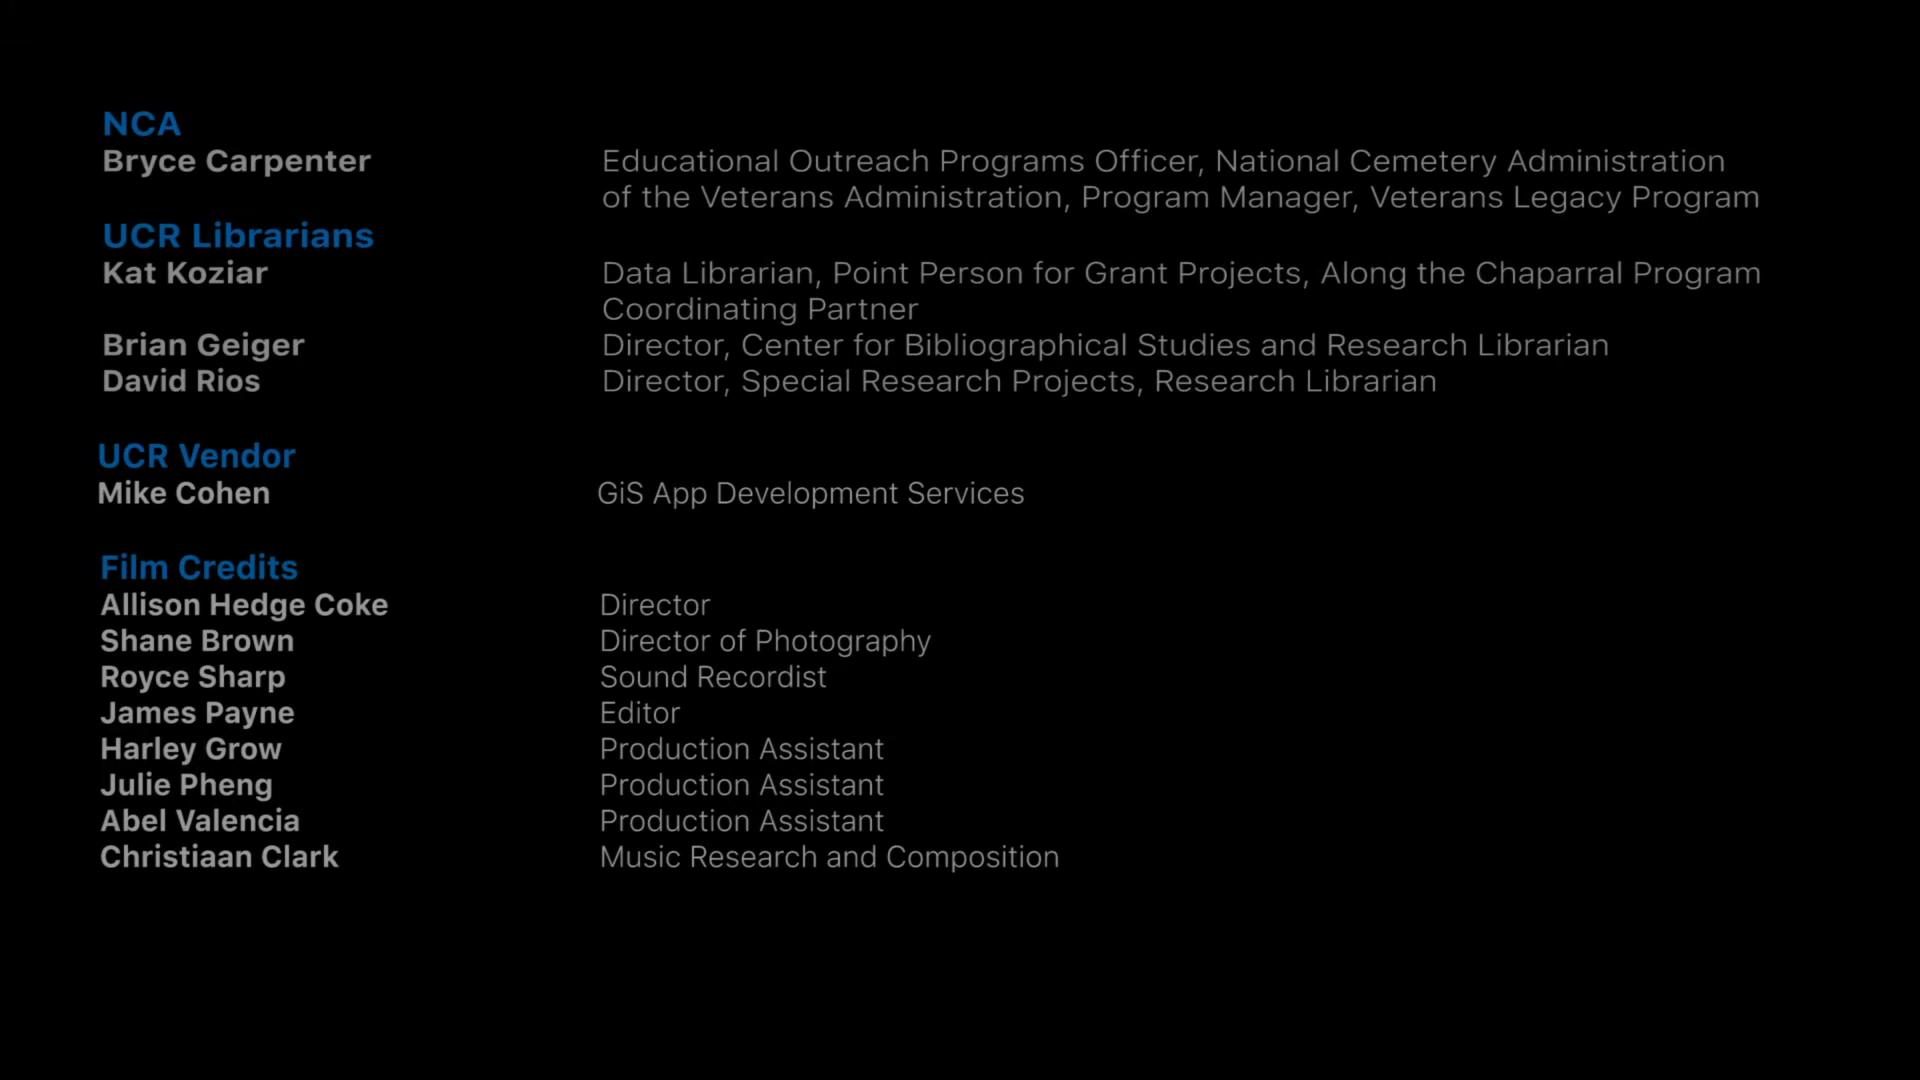 NCA
Bryce Carpenter Educational Outreach Programs Officer, National Cemetery Administration
of the Veterans Administration, Program Manager, Veterans Legacy Program
UCR Librarians
Kat Koziar Data Librarian, Point Person for Grant Projects, Along the Chaparral Program
Coordinating Partner
Brian Geiger Director, Center for Bibliographical Studies and Research Librarian
David Rios Director, Special Research Projects, Research Librarian
UCR Vendor
Mike Cohen GiS App Development Services
Film Credits
Allison Hedge Coke Director
Shane Brown Director of Photography
Royce Sharp Sound Recordist
James Payne Editor
Harley Grow Production Assistant
Julie Pheng Production Assistant
Abel Valencia Production Assistant
Christiaan Clark Music Research and Composition